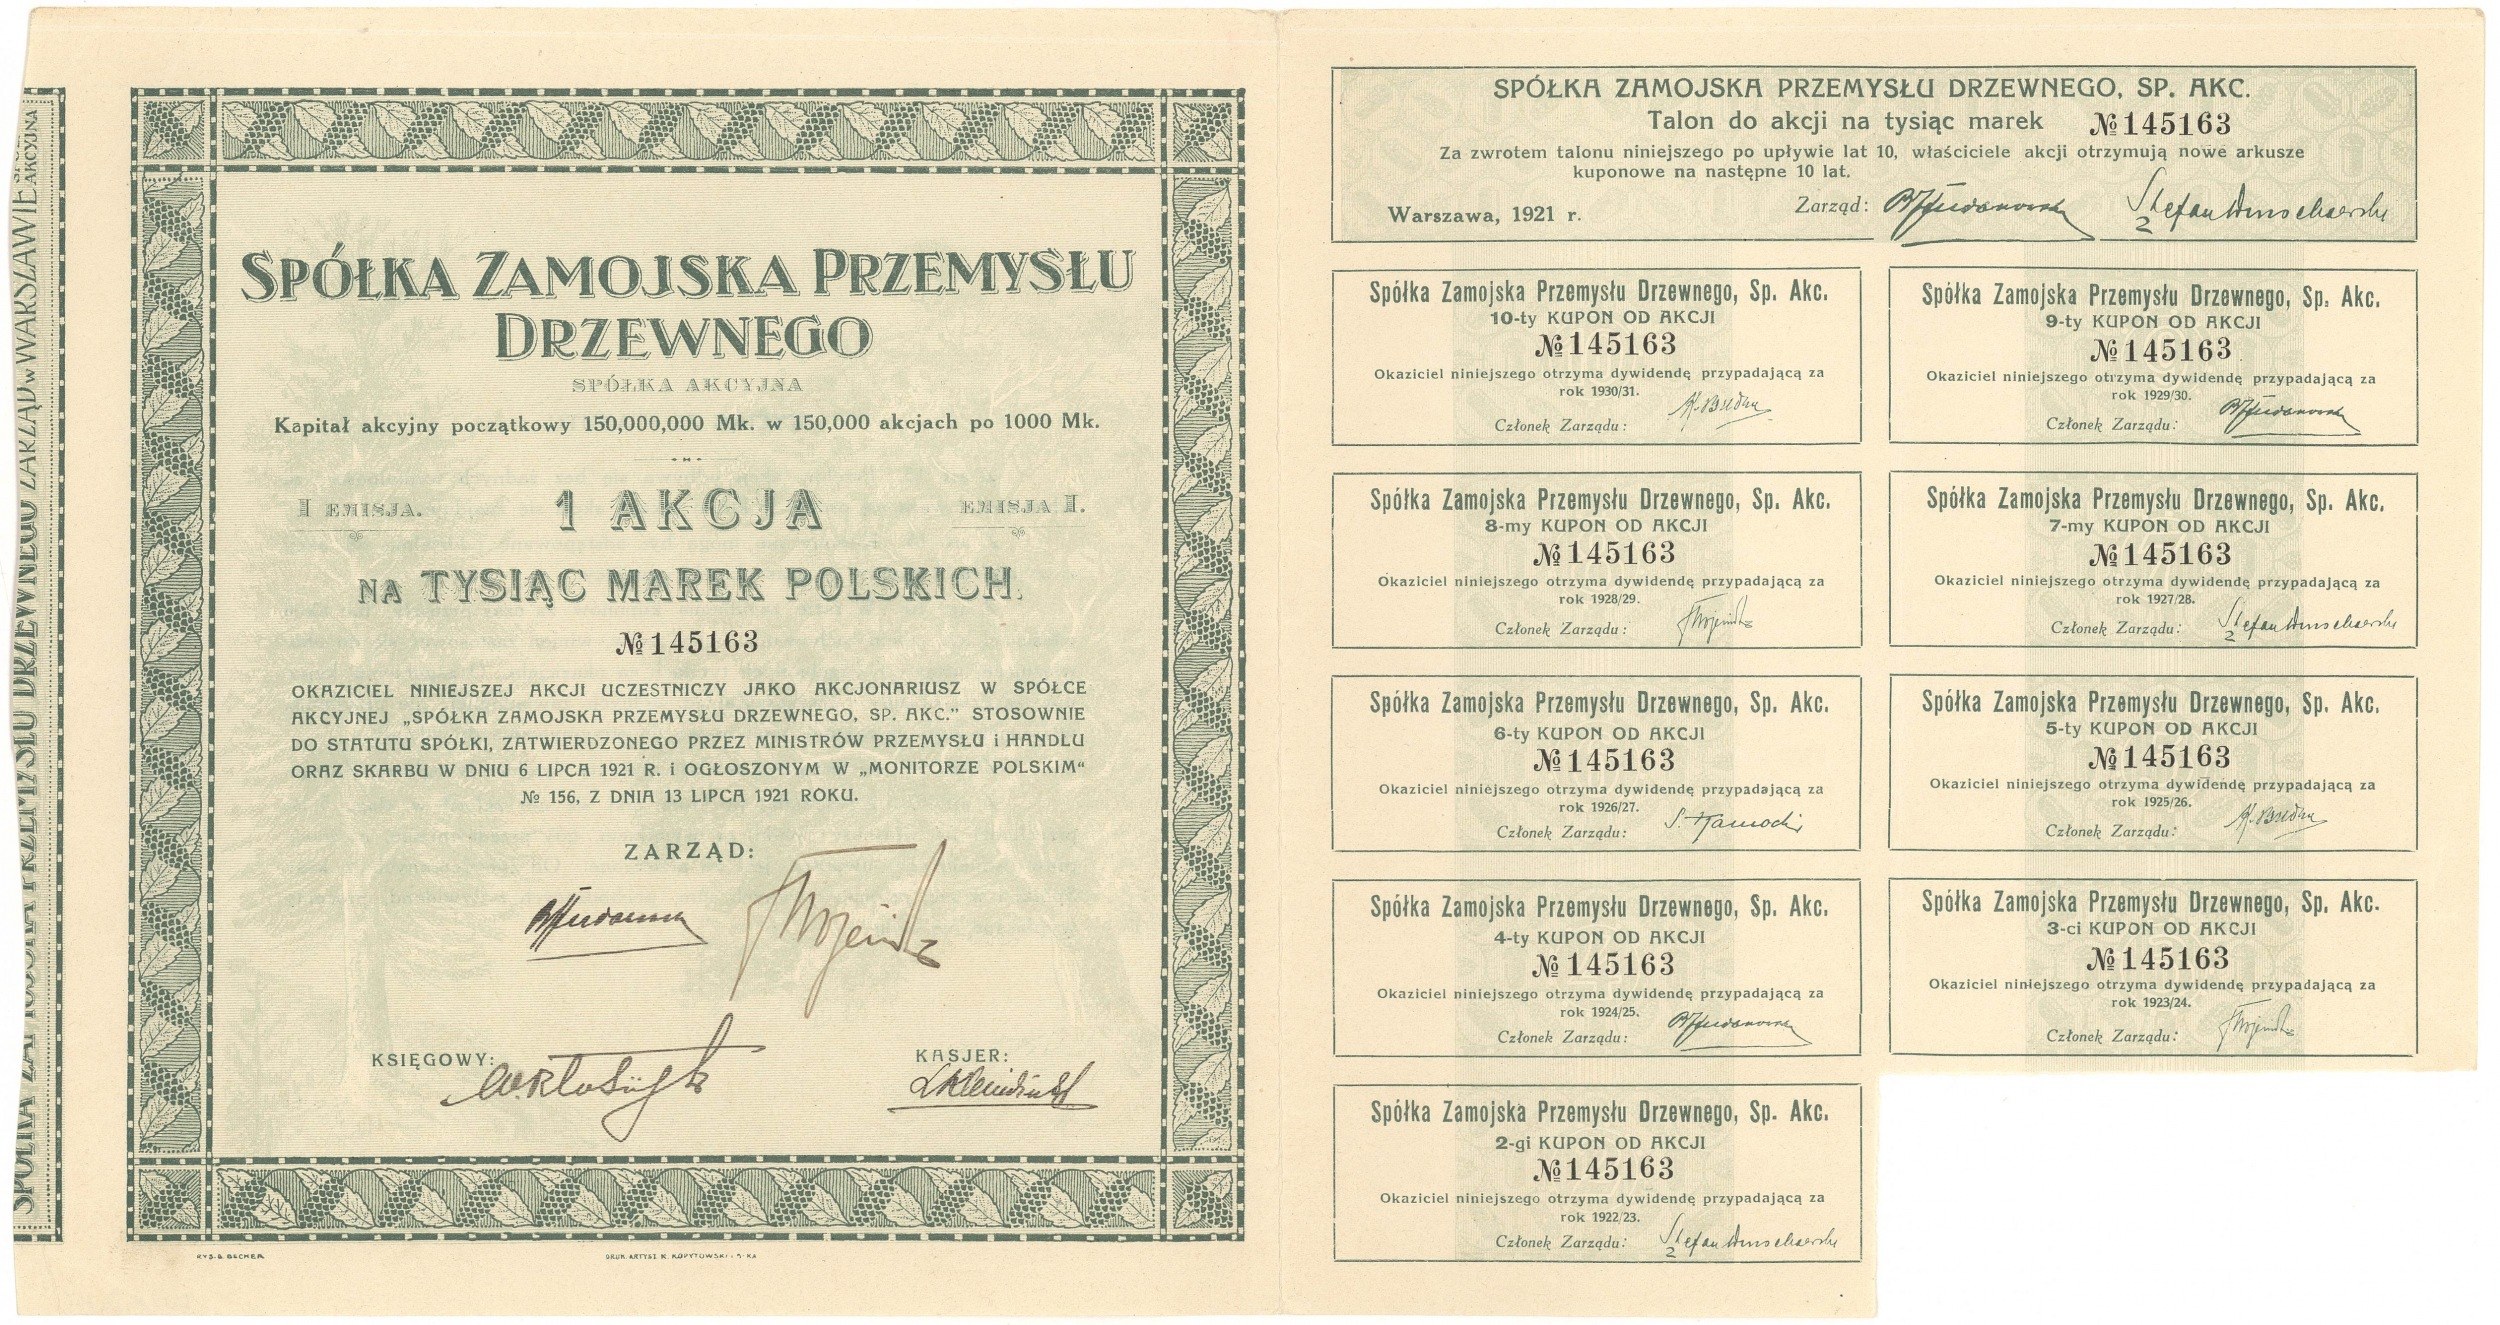 SPÓŁKA ZAMOJSKA PRZEMYSŁU DRZEWNEGO ZARZĄD w WARSZAWIE
SPÓŁKA AKCYJNA
SPÓŁKA ZAMOJSKA PRZEMYSŁU
DRZEWNEGO
SPÓŁKA AKCYJNA
Kapitał akcyjny początkowy 150,000,000 Mk. w 150,000 akcjach po 1000 Mk.
I EMISJA. 1 AKCJA EMISJA I.
NA TYSIĄC MAREK POLSKICH.
№ 145163
OKAZICIEL NINIEJSZEJ AKCJI UCZESTNICZY JAKO AKCJONARIUSZ W SPÓŁCE
AKCYJNEJ „SPÓŁKA ZAMOJSKA PRZEMYSŁU DRZEWNEGO, SP. AKC.” STOSOWNIE
DO STATUTU SPÓŁKI, ZATWIERDZONEGO PRZEZ MINISTRÓW PRZEMYSŁU i HANDLU
ORAZ SKARBU W DNIU 6 LIPCA 1921 R. i OGŁOSZONYM W „MONITORZE POLSKIM“
№ 156, Z DNIA 13 LIPCA 1921 ROKU.
ZARZĄD:
KSIĘGOWY: KASJER:
RYS. B. BECKER DRUK. ARTYST. K. KOPYTOWSKI i S-KA
SPÓŁKA ZAMOJSKA PRZEMYSŁU DRZEWNEGO, SP. AKC.
Talon do akcji na tysiąc marek № 145163
Za zwrotem talonu niniejszego po upływie lat 10, właściciele akcji otrzymują nowe arkusze
kuponowe na następne 10 lat.
Warszawa, 1921 r. Zarząd:
Spółka Zamojska Przemysłu Drzewnego, Sp. Akc.
10-ty KUPON OD AKCJI
№ 145163
Okaziciel niniejszego otrzyma dywidendę przypadającą za
rok 1930/31.
Członek Zarządu:
Spółka Zamojska Przemysłu Drzewnego, Sp. Akc.
9-ty KUPON OD AKCJI
№ 145163
Okaziciel niniejszego otrzyma dywidendę przypadającą za
rok 1929/30.
Członek Zarządu:
Spółka Zamojska Przemysłu Drzewnego, Sp. Akc.
8-my KUPON OD AKCJI
№ 145163
Okaziciel niniejszego otrzyma dywidendę przypadającą za
rok 1928/29.
Członek Zarządu:
Spółka Zamojska Przemysłu Drzewnego, Sp. Akc.
7-my KUPON OD AKCJI
№ 145163
Okaziciel niniejszego otrzyma dywidendę przypadającą za
rok 1927/28.
Członek Zarządu:
Spółka Zamojska Przemysłu Drzewnego, Sp. Akc.
6-ty KUPON OD AKCJI
№ 145163
Okaziciel niniejszego otrzyma dywidendę przypadającą za
rok 1926/27.
Członek Zarządu:
Spółka Zamojska Przemysłu Drzewnego, Sp. Akc.
5-ty KUPON OD AKCJI
№ 145163
Okaziciel niniejszego otrzyma dywidendę przypadającą za
rok 1925/26.
Członek Zarządu:
Spółka Zamojska Przemysłu Drzewnego, Sp. Akc.
4-ty KUPON OD AKCJI
№ 145163
Okaziciel niniejszego otrzyma dywidendę przypadającą za
rok 1924/25.
Członek Zarządu:
Spółka Zamojska Przemysłu Drzewnego, Sp. Akc.
3-ci KUPON OD AKCJI
№ 145163
Okaziciel niniejszego otrzyma dywidendę przypadającą za
rok 1923/24.
Członek Zarządu:
Spółka Zamojska Przemysłu Drzewnego, Sp. Akc.
2-gi KUPON OD AKCJI
№ 145163
Okaziciel niniejszego otrzyma dywidendę przypadającą za
rok 1922/23.
Członek Zarządu: